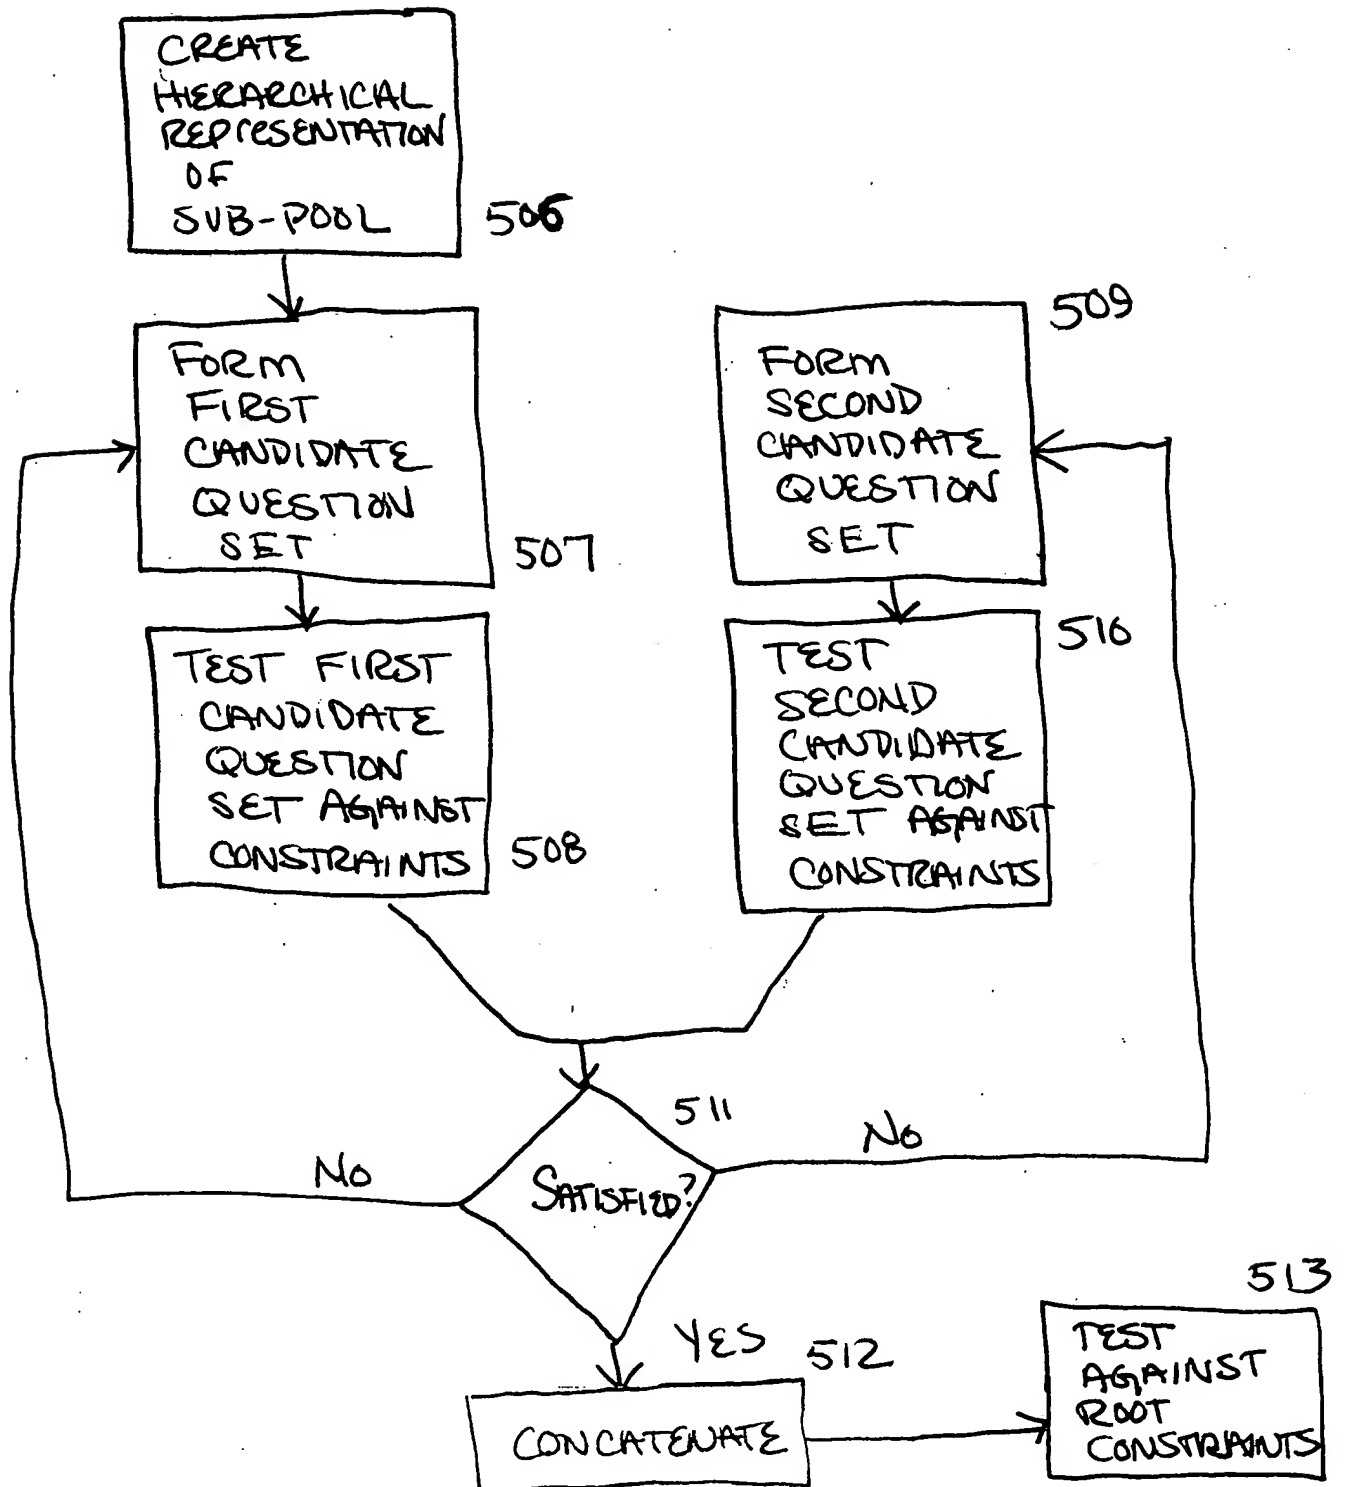 CREATE
HIERARCHICAL
REPrESENTATION
OF
SUB-POOL
506
FORM
FIRST
CANDIDATE
QUESTION
SET
507
TEST FIRST
CANDIDATE
QUESTION
SET AGAINST
CONSTRAINTS
508
509
FORM
SECOND
CANDIDATE
QUESTION
SET
510
TEST
SECOND
CANDIDATE
QUESTION
SET AGAINST
CONSTRAINTS
511
SATISFIED?
No
No
YES
512
CONCATENATE
513
TEST
AGAINST
ROOT
CONSTRAINTS